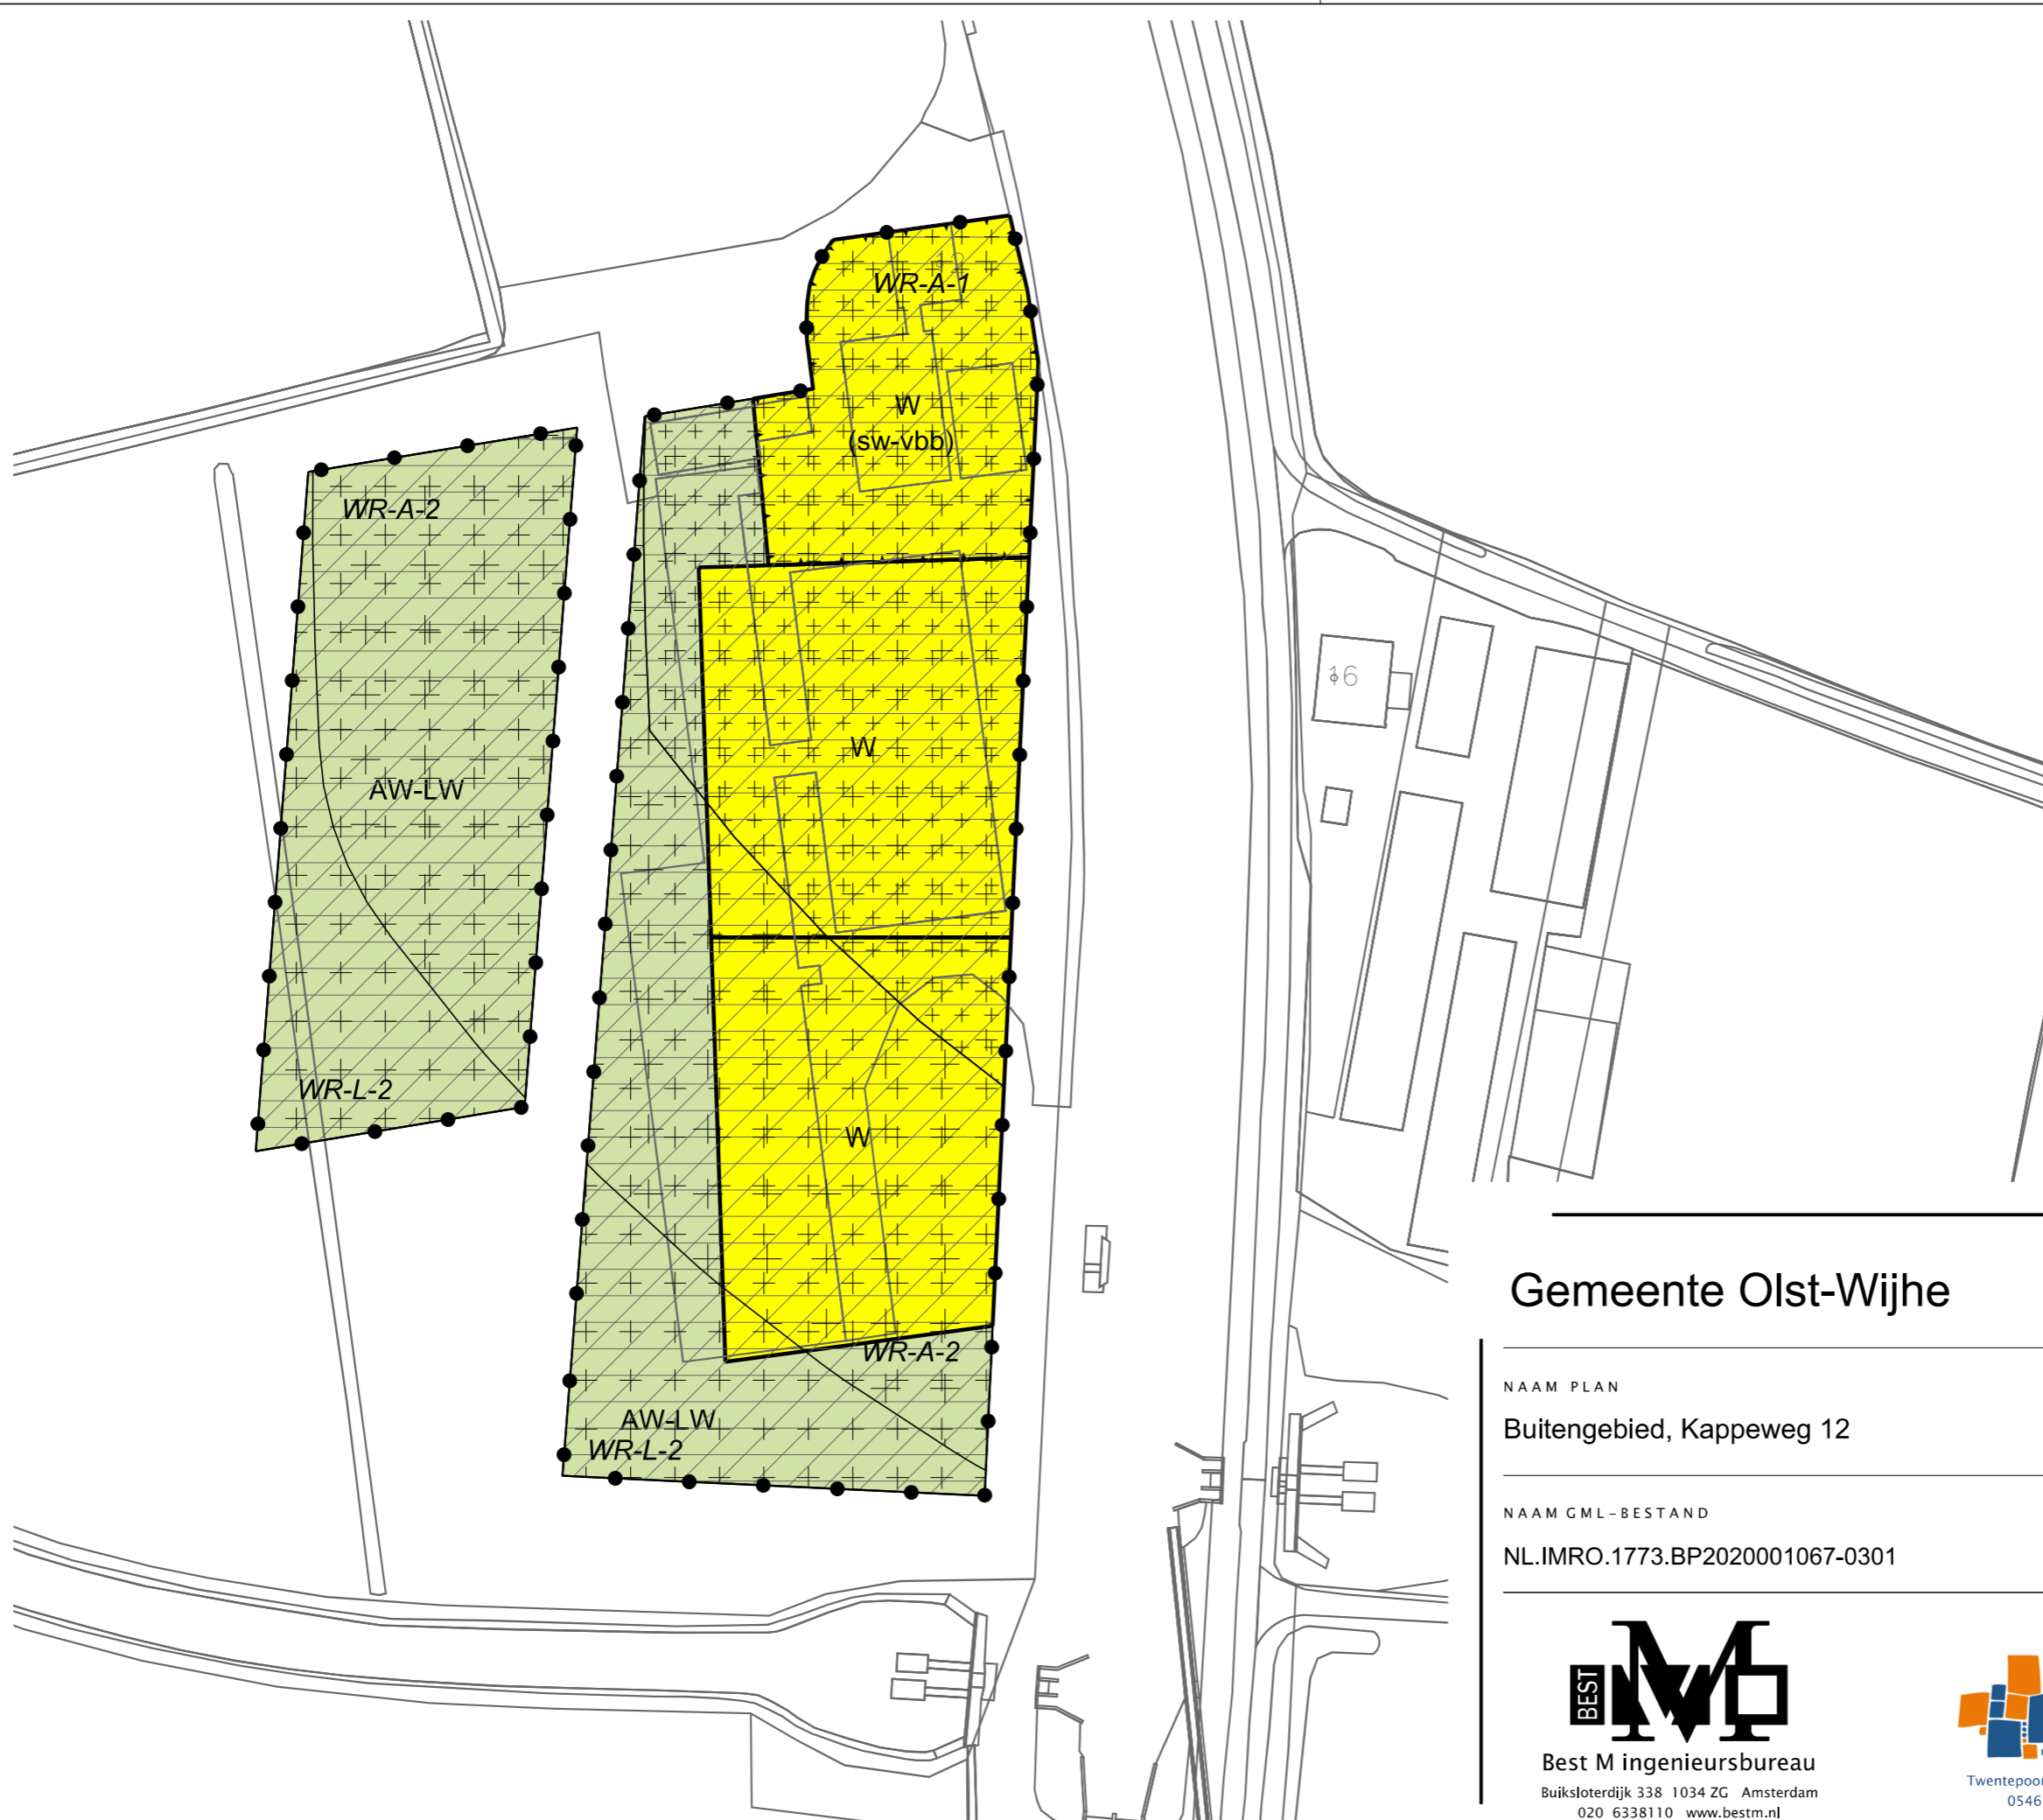 WR-A-1
W
(sw-vbb)
WR-A-2
AW-LW
WR-L-2
W
W
WR-A-2
AW-LW
WR-L-2
16
Gemeente Olst-Wijhe
NAAM PLAN
Buitengebied, Kappeweg 12
NAAM GML-BESTAND
NL.IMRO.1773.BP2020001067-0301
BEST
M
Best M ingenieursbureau
Buiksloterdijk 338 1034 ZG Amsterdam
020 6338110 www.bestm.nl
Twentepoor
0546